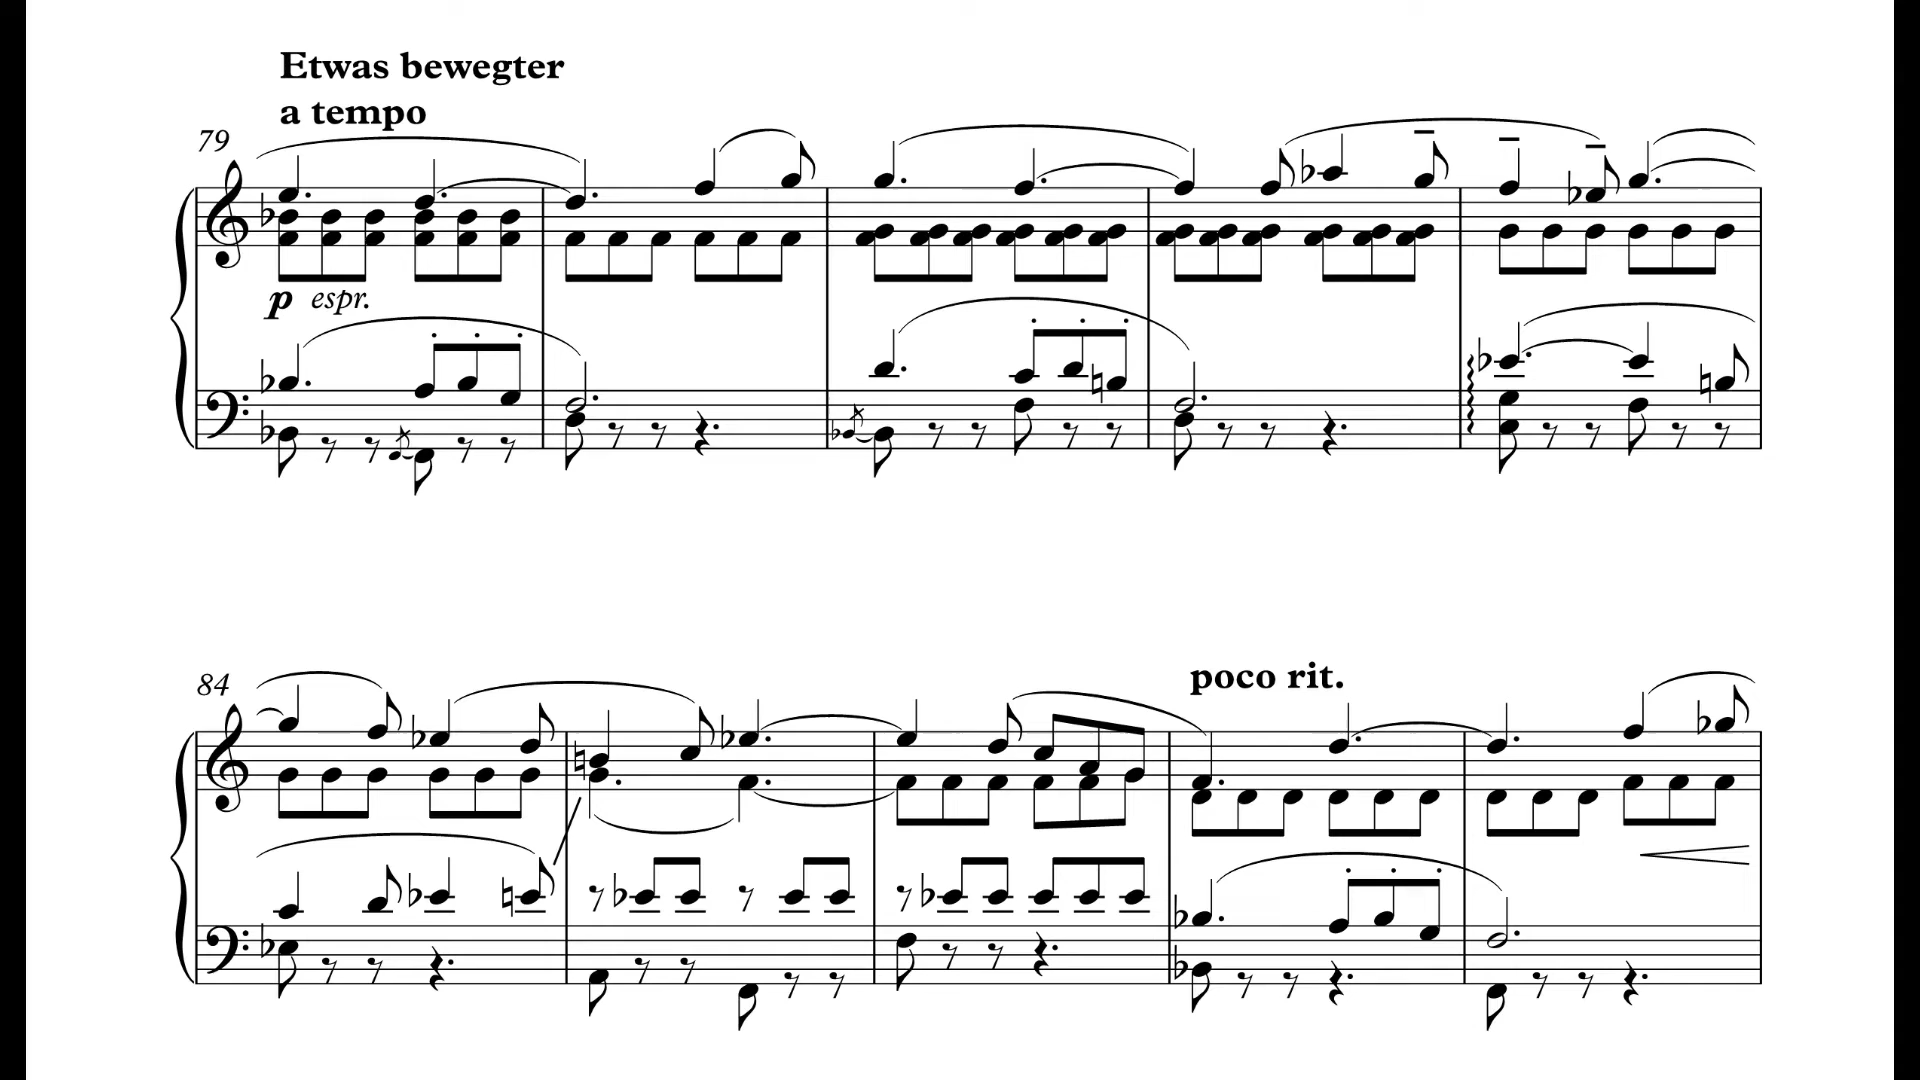 Etwas bewegter
a tempo
79
p espr.
84
poco rit.